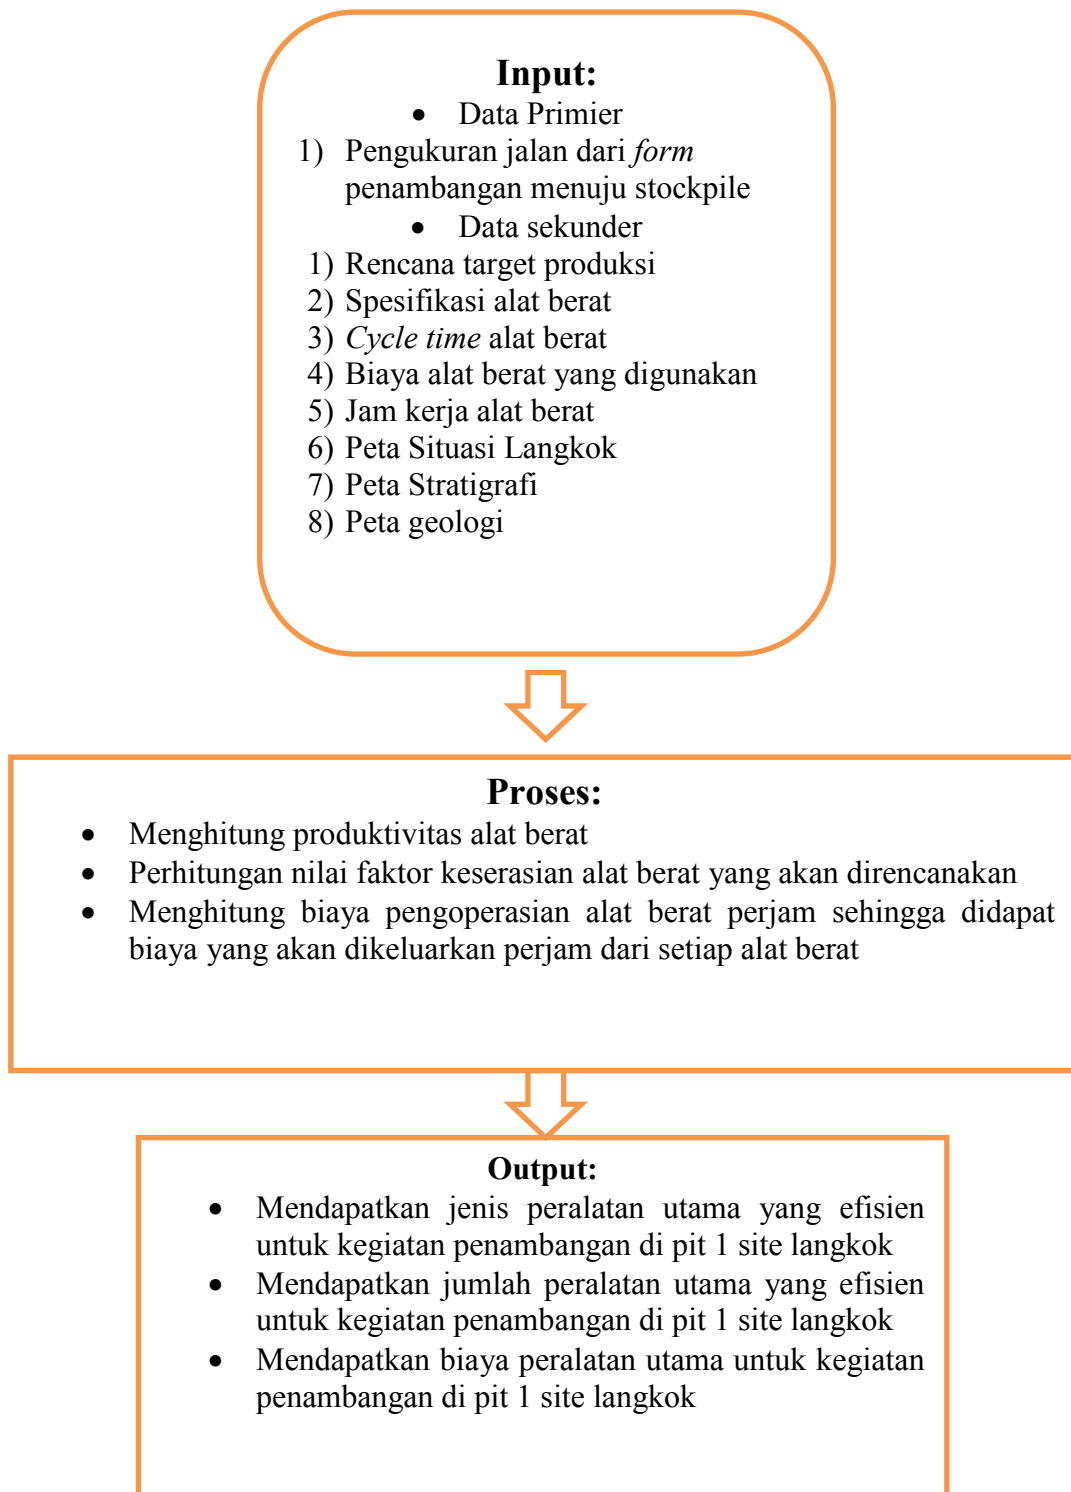 Input:
• Data Primier
1) Pengukuran jalan dari form
penambangan menuju stockpile
• Data sekunder
1) Rencana target produksi
2) Spesifikasi alat berat
3) Cycle time alat berat
4) Biaya alat berat yang digunakan
5) Jam kerja alat berat
6) Peta Situasi Langkok
7) Peta Stratigrafi
8) Peta geologi
Proses:
• Menghitung produktivitas alat berat
• Perhitungan nilai faktor keserasian alat berat yang akan direncanakan
• Menghitung biaya pengoperasian alat berat perjam sehingga didapat
biaya yang akan dikeluarkan perjam dari setiap alat berat
Output:
• Mendapatkan jenis peralatan utama yang efisien
untuk kegiatan penambangan di pit 1 site langkok
• Mendapatkan jumlah peralatan utama yang efisien
untuk kegiatan penambangan di pit 1 site langkok
• Mendapatkan biaya peralatan utama untuk kegiatan
penambangan di pit 1 site langkok